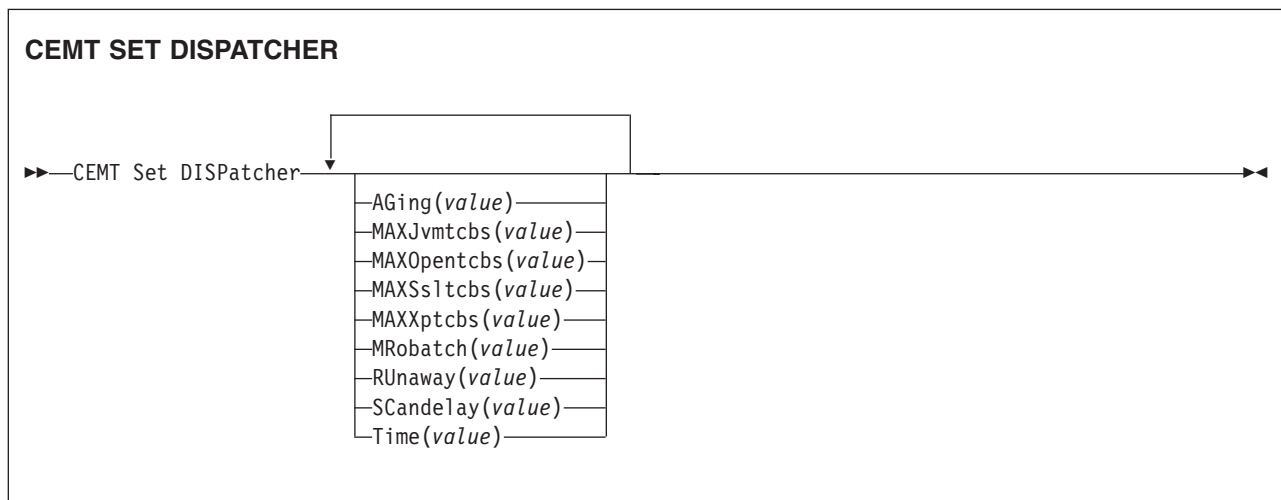 CEMT SET DISPATCHER
CEMT Set DISPatcher
AGing(value)
MAXJvmtcbs(value)
MAXOpentcbs(value)
MAXSsltcbs(value)
MAXXptcbs(value)
MRobatch(value)
RUnaway(value)
SCandelay(value)
Time(value)